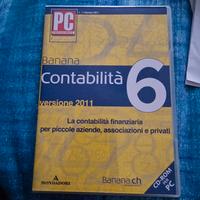 PC
Banana
Contabilità 6
versione 2011
La contabilità finanziaria
per piccole aziende, associazioni e privati
MONDADORI
Banana.ch
CD-ROM
PC